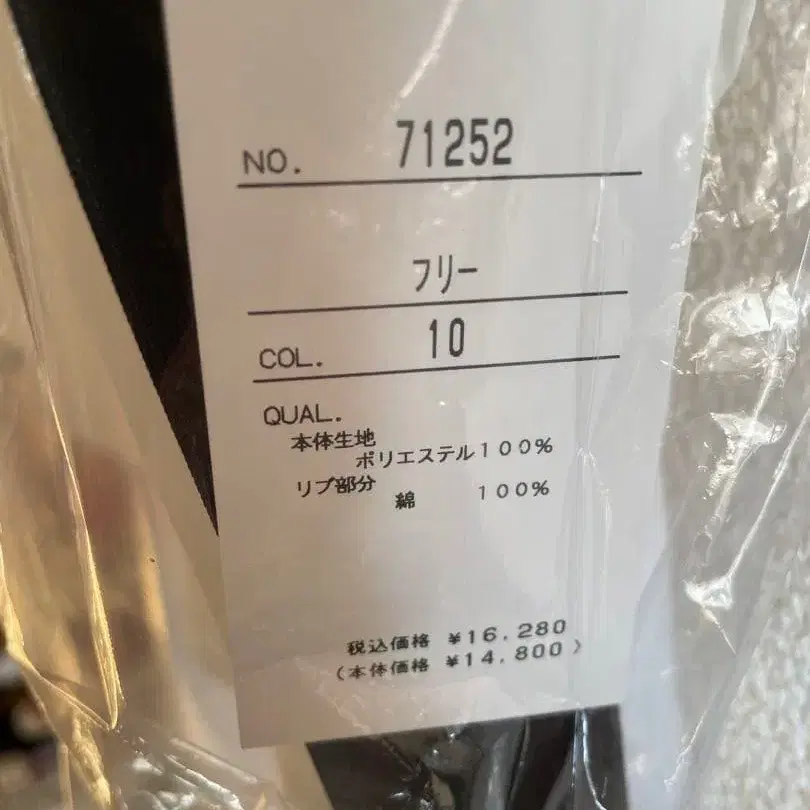 NO. 71252
フリー
COL. 10
QUAL.
本体生地
ポリエステル100%
リブ部分
綿 100%
税込価格 ¥16,280
(本体価格 ¥14,800)